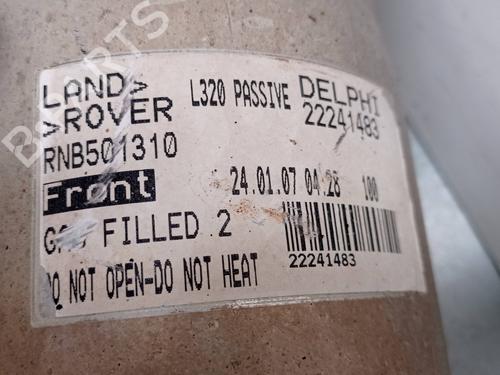 LAND> L320 PASSIVE DELPHI
>ROVER 22241483
RNB501310
Front 24.01.07 04:28 100
GAS FILLED 2
DO NOT OPEN-DO NOT HEAT 22241483